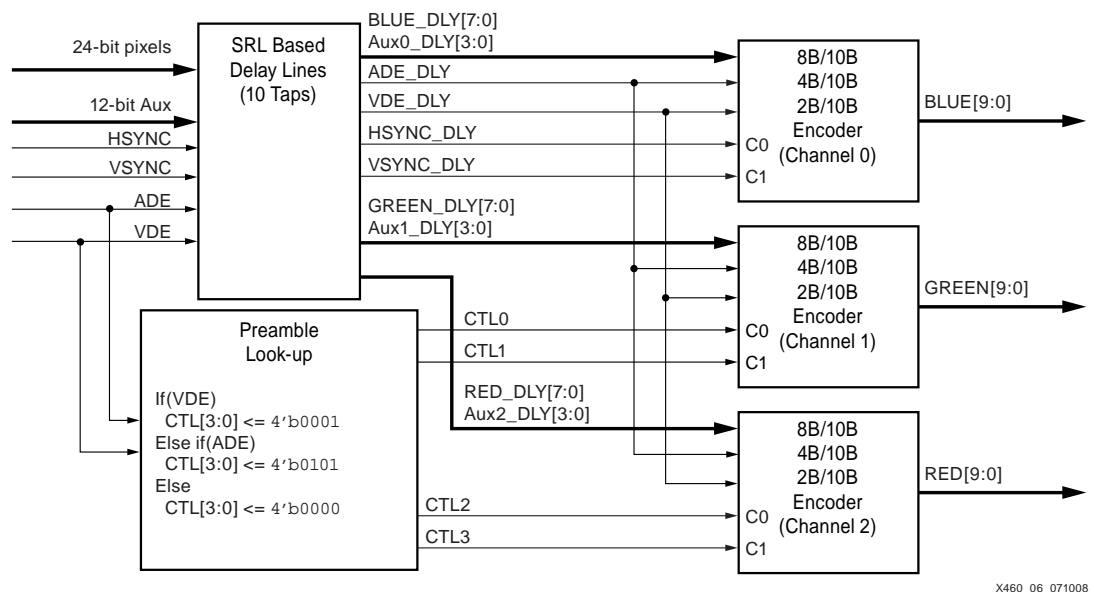 24-bit pixels
12-bit Aux
HSYNC
VSYNC
ADE
VDE
SRL Based
Delay Lines
(10 Taps)
BLUE_DLY[7:0]
Aux0_DLY[3:0]
ADE_DLY
VDE_DLY
HSYNC_DLY
VSYNC_DLY
GREEN_DLY[7:0]
Aux1_DLY[3:0]
8B/10B
4B/10B
2B/10B
Encoder
(Channel 0)
C0
C1
BLUE[9:0]
8B/10B
4B/10B
2B/10B
Encoder
(Channel 1)
C0
C1
GREEN[9:0]
Preamble
Look-up
If(VDE)
CTL[3:0] <= 4'b0001
Else if(ADE)
CTL[3:0] <= 4'b0101
Else
CTL[3:0] <= 4'b0000
CTL0
CTL1
RED_DLY[7:0]
Aux2_DLY[3:0]
CTL2
CTL3
8B/10B
4B/10B
2B/10B
Encoder
(Channel 2)
C0
C1
RED[9:0]
X460_06_071008